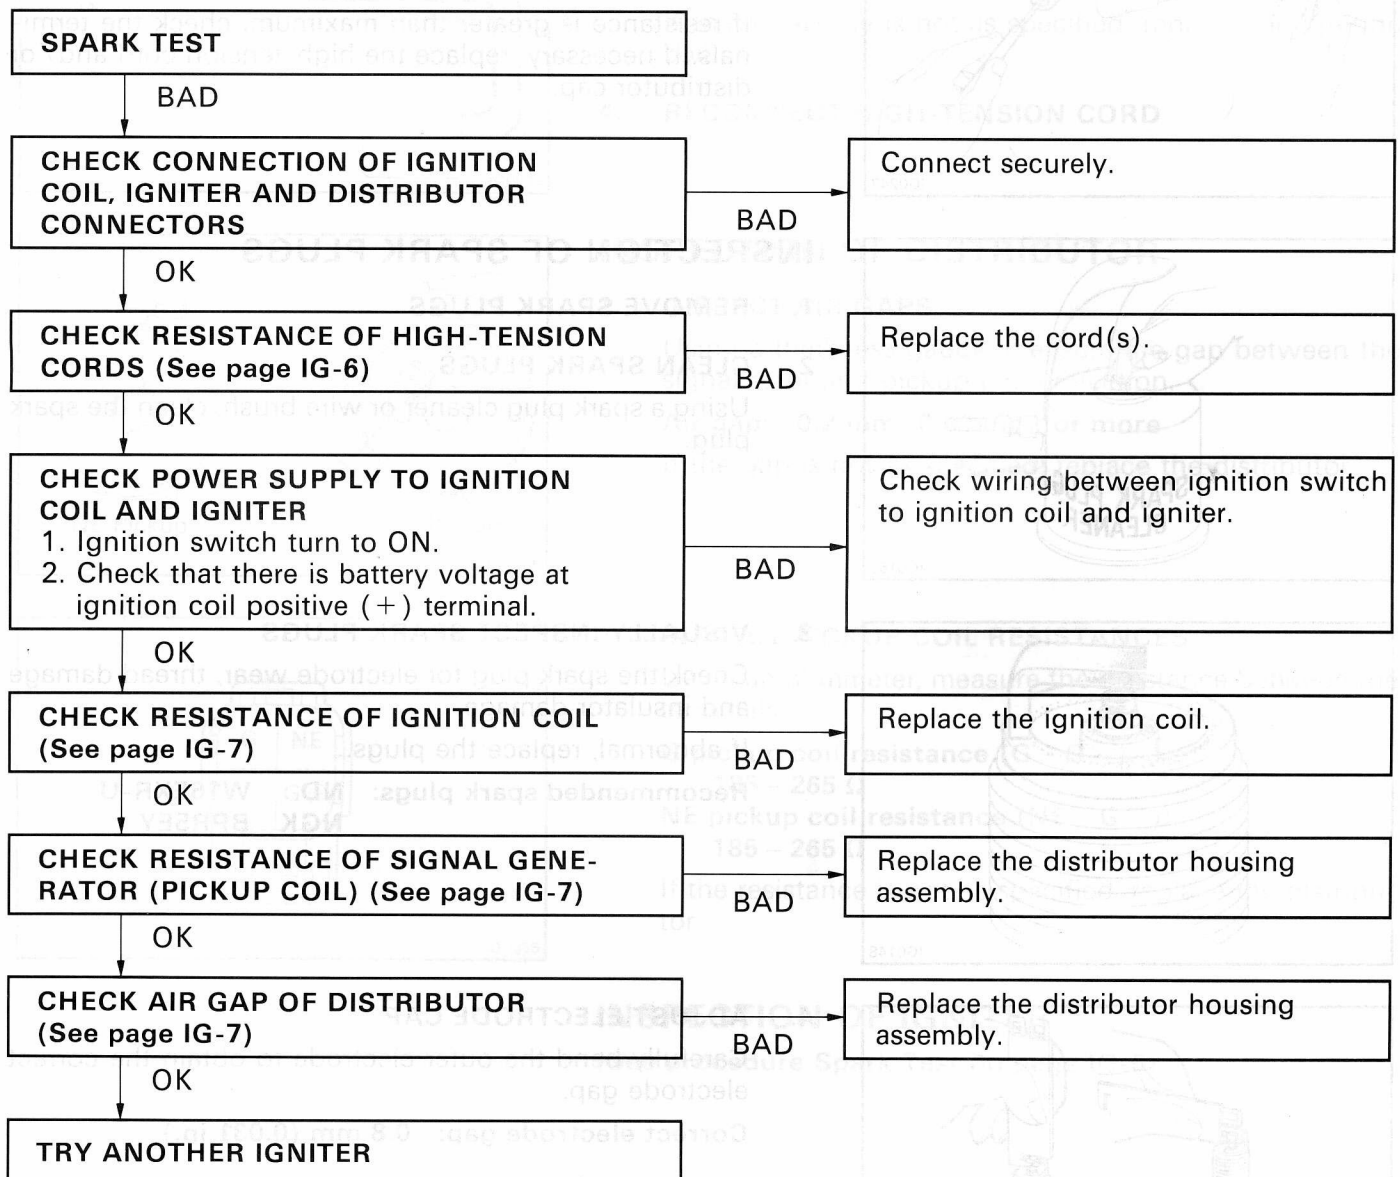 SPARK TEST
BAD
CHECK CONNECTION OF IGNITION
COIL, IGNITER AND DISTRIBUTOR
CONNECTORS
BAD
Connect securely.
OK
CHECK RESISTANCE OF HIGH-TENSION
CORDS (See page IG-6)
BAD
Replace the cord(s).
OK
CHECK POWER SUPPLY TO IGNITION
COIL AND IGNITER
1. Ignition switch turn to ON.
2. Check that there is battery voltage at
ignition coil positive (+) terminal.
BAD
Check wiring between ignition switch
to ignition coil and igniter.
OK
CHECK RESISTANCE OF IGNITION COIL
(See page IG-7)
BAD
Replace the ignition coil.
OK
CHECK RESISTANCE OF SIGNAL GENE-
RATOR (PICKUP COIL) (See page IG-7)
BAD
Replace the distributor housing
assembly.
OK
CHECK AIR GAP OF DISTRIBUTOR
(See page IG-7)
BAD
Replace the distributor housing
assembly.
OK
TRY ANOTHER IGNITER